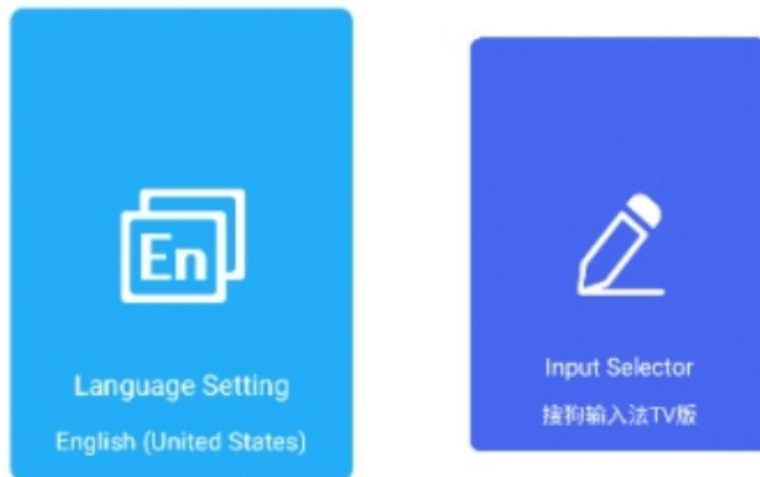 En
Language Setting
English (United States)
Input Selector
搜狗输入法TV版